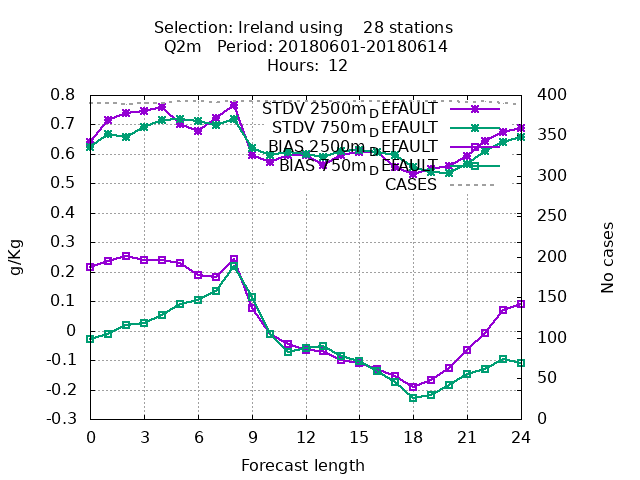 Selection: Ireland using    28 stations
Q2m   Period: 20180601-20180614
Hours: 12
0.8
0.7
0.6
0.5
0.4
0.3
0.2
0.1
0
-0.1
-0.2
-0.3
g/Kg
STDV 2500m_DEFAULT
STDV 750m_DEFAULT
BIAS 2500m_DEFAULT
BIAS 750m_DEFAULT
CASES
400
350
300
250
200
150
100
50
0
No cases
0 3 6 9 12 15 18 21 24
Forecast length